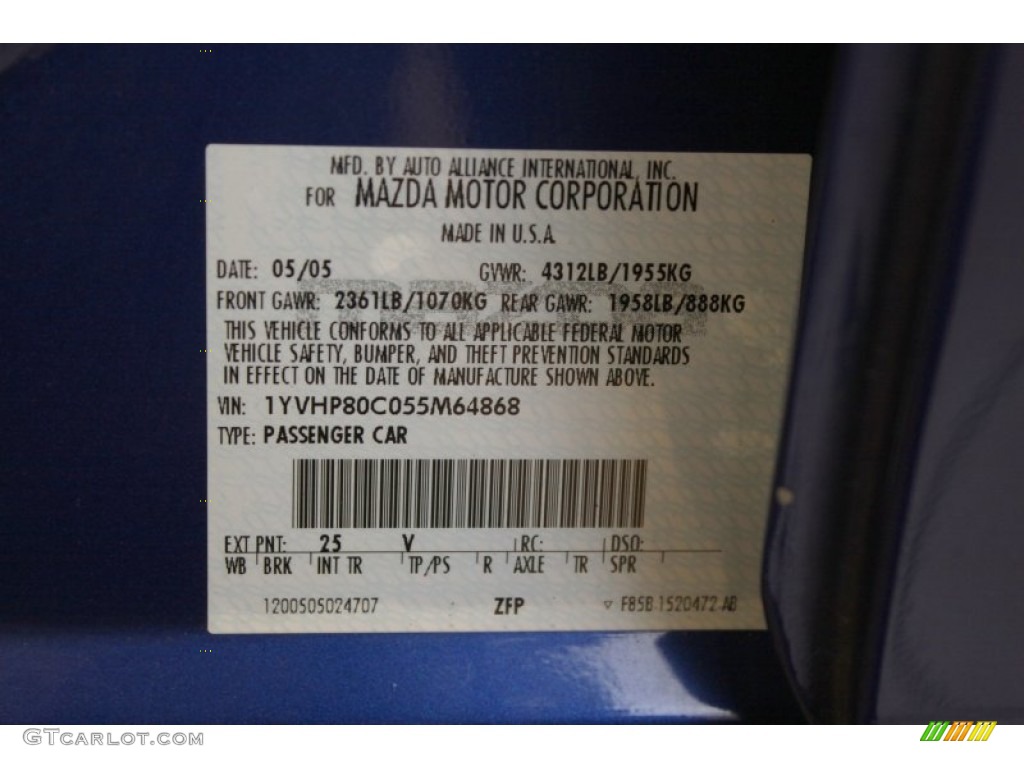 MFD. BY AUTO ALLIANCE INTERNATIONAL, INC.
FOR MAZDA MOTOR CORPORATION
MADE IN U.S.A.
DATE: 05/05 GVWR: 4312LB/1955KG
FRONT GAWR: 2361LB/1070KG REAR GAWR: 1958LB/888KG
THIS VEHICLE CONFORMS TO ALL APPLICABLE FEDERAL MOTOR
VEHICLE SAFETY, BUMPER, AND THEFT PREVENTION STANDARDS
IN EFFECT ON THE DATE OF MANUFACTURE SHOWN ABOVE.
VIN: 1YVHP80C055M64868
TYPE: PASSENGER CAR
EXT PNT: 25 V RC: DSO:
WB BRK INT TR TP/PS R AXLE TR SPR
1200505024707 ZFP ▽ F85B 1520472 AB
GTCarlot.com